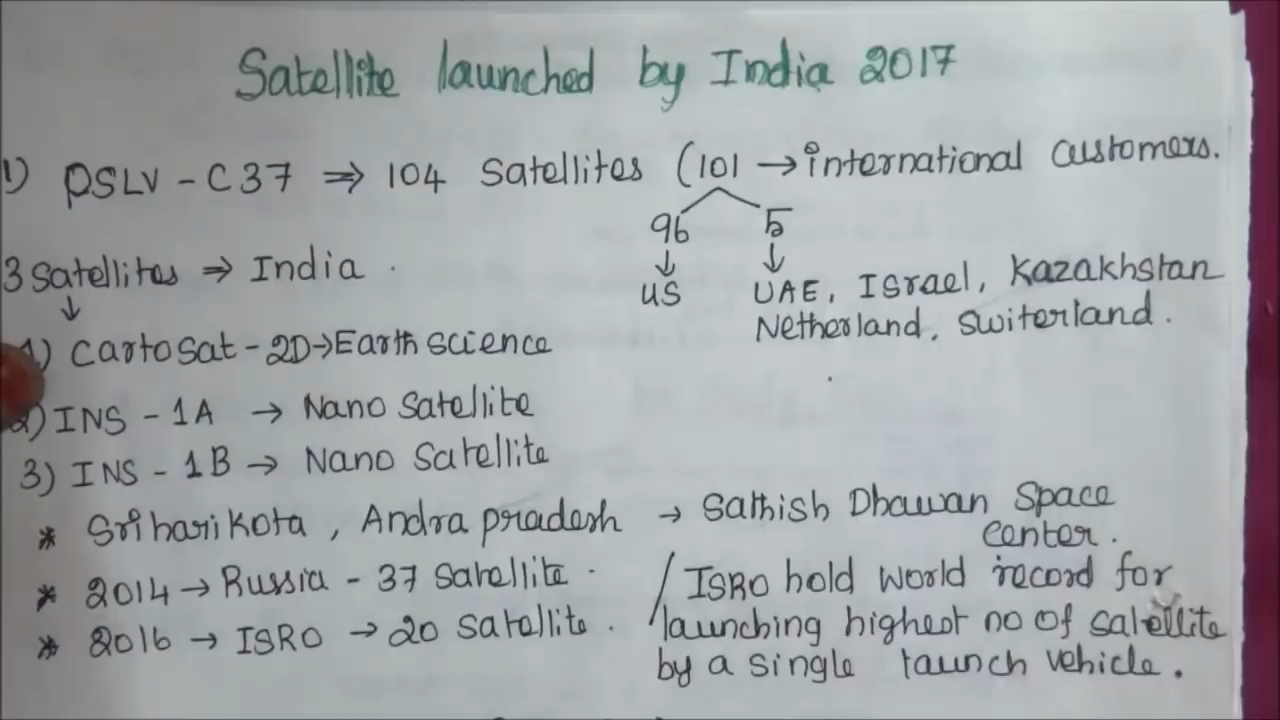 Satellite launched by India 2017
1) PSLV - C37 ⇒ 104 Satellites (101 → international customers.
96 5
↓ ↓
US UAE, Israel, Kazakhstan
Netherland, Switerland.
3 Satellites ⇒ India.
↓
1) Cartosat - 2D → Earth science
2) INS - 1A → Nano Satellite
3) INS - 1B → Nano Satellite
* Sriharikota, Andra pradesh → Sathish Dhawan Space
center.
* 2014 → Russia - 37 Satellite.
* 2016 → ISRO → 20 Satellite.
/ ISRO hold world record for
launching highest no of satellite
by a single launch vehicle.